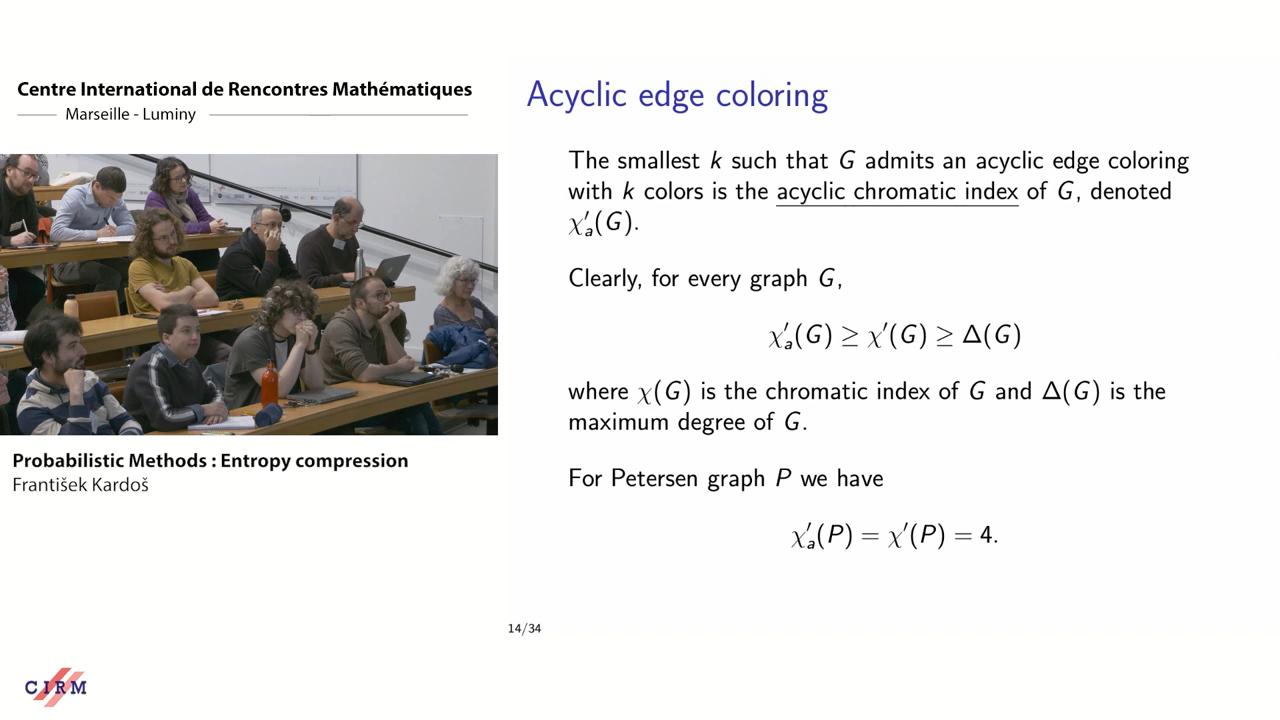 Centre International de Rencontres Mathématiques
Marseille - Luminy
Probabilistic Methods : Entropy compression
František Kardoš
CIRM
Acyclic edge coloring
The smallest k such that G admits an acyclic edge coloring
with k colors is the acyclic chromatic index of G, denoted
χ′ₐ(G).
Clearly, for every graph G,
χ′ₐ(G) ≥ χ′(G) ≥ Δ(G)
where χ(G) is the chromatic index of G and Δ(G) is the
maximum degree of G.
For Petersen graph P we have
χ′ₐ(P) = χ′(P) = 4.
14/34